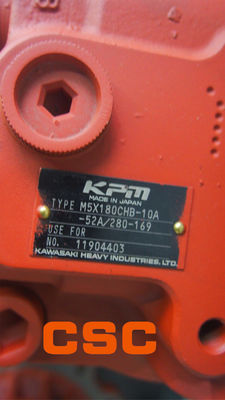 KPM
MADE IN JAPAN
TYPE M5X180CHB-10A
-52A/280-169
USE FOR
NO. 11904403
KAWASAKI HEAVY INDUSTRIES, LTD.
CSC